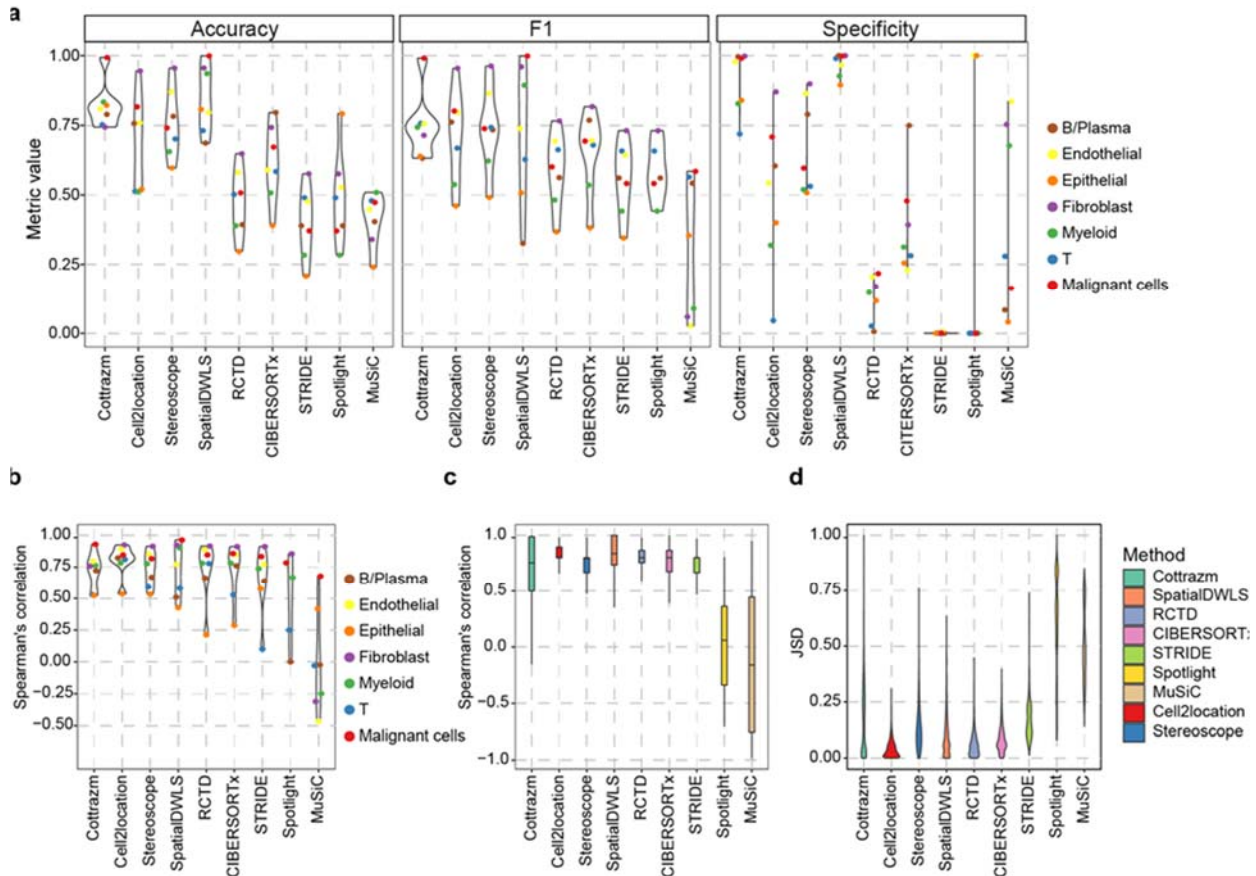 a
Accuracy F1 Specificity
Metric value
1.00
0.75
0.50
0.25
0.00
B/Plasma
Endothelial
Epithelial
Fibroblast
Myeloid
T
Malignant cells
Cottrazm Cell2location Stereoscope SpatialDWLS RCTD CIBERSORTx STRIDE Spotlight MuSiC
Cottrazm Cell2location Stereoscope SpatialDWLS RCTD CIBERSORTx STRIDE Spotlight MuSiC
Cottrazm Cell2location Stereoscope SpatialDWLS RCTD CITERSORTx STRIDE Spotlight MuSiC
b
Spearman's correlation
1.00
0.75
0.50
0.25
0.00
−0.25
−0.50
B/Plasma
Endothelial
Epithelial
Fibroblast
Myeloid
T
Malignant cells
Cottrazm Cell2location Stereoscope SpatialDWLS RCTD CIBERSORTx STRIDE Spotlight MuSiC
c
Spearman's correlation
1.0
0.5
0.0
−0.5
−1.0
Cottrazm Cell2location Stereoscope SpatialDWLS RCTD CIBERSORTx STRIDE Spotlight MuSiC
d
JSD
1.00
0.75
0.50
0.25
0.00
Cottrazm Cell2location Stereoscope SpatialDWLS RCTD CIBERSORTx STRIDE Spotlight MuSiC
Method
Cottrazm
SpatialDWLS
RCTD
CIBERSORT:
STRIDE
Spotlight
MuSiC
Cell2location
Stereoscope